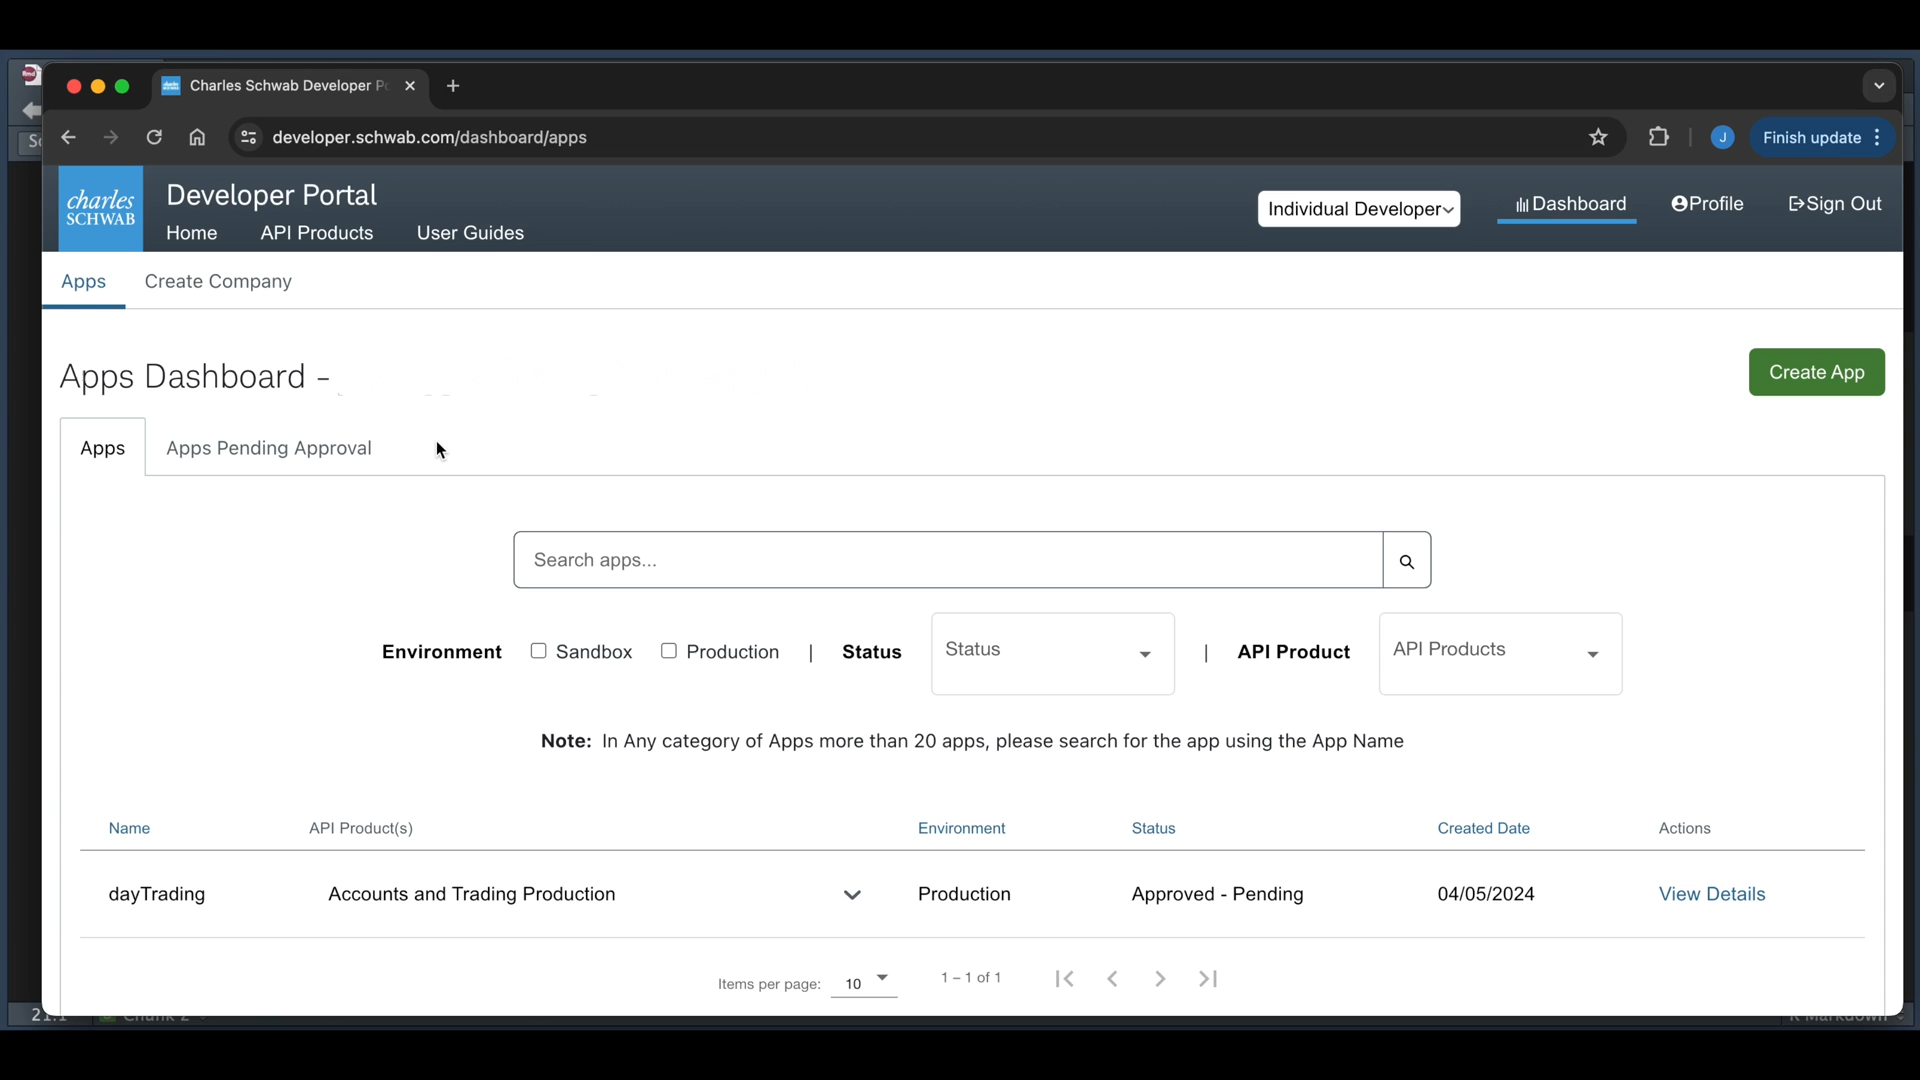 Charles Schwab Developer Po
developer.schwab.com/dashboard/apps
J
Finish update
charles
SCHWAB
Developer Portal
Home API Products User Guides
Individual Developer
Dashboard
Profile
Sign Out
Apps Create Company
Apps Dashboard -
Create App
Apps Apps Pending Approval
Search apps...
Environment Sandbox Production | Status Status | API Product API Products
Note: In Any category of Apps more than 20 apps, please search for the app using the App Name
Name API Product(s) Environment Status Created Date Actions
dayTrading Accounts and Trading Production Production Approved - Pending 04/05/2024 View Details
Items per page: 10 1 – 1 of 1